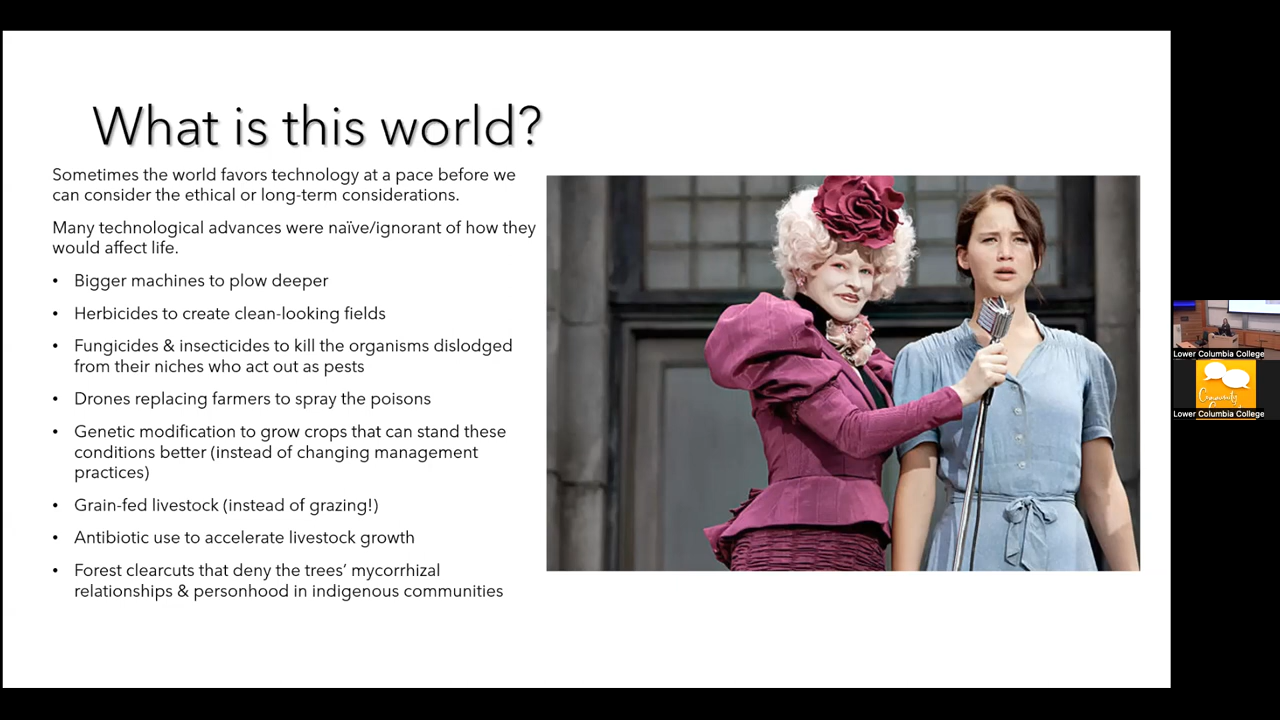 What is this world?
Sometimes the world favors technology at a pace before we
can consider the ethical or long-term considerations.
Many technological advances were naïve/ignorant of how they
would affect life.
• Bigger machines to plow deeper
• Herbicides to create clean-looking fields
• Fungicides & insecticides to kill the organisms dislodged
from their niches who act out as pests
• Drones replacing farmers to spray the poisons
• Genetic modification to grow crops that can stand these
conditions better (instead of changing management
practices)
• Grain-fed livestock (instead of grazing!)
• Antibiotic use to accelerate livestock growth
• Forest clearcuts that deny the trees’ mycorrhizal
relationships & personhood in indigenous communities
Lower Columbia College
Community
Lower Columbia College